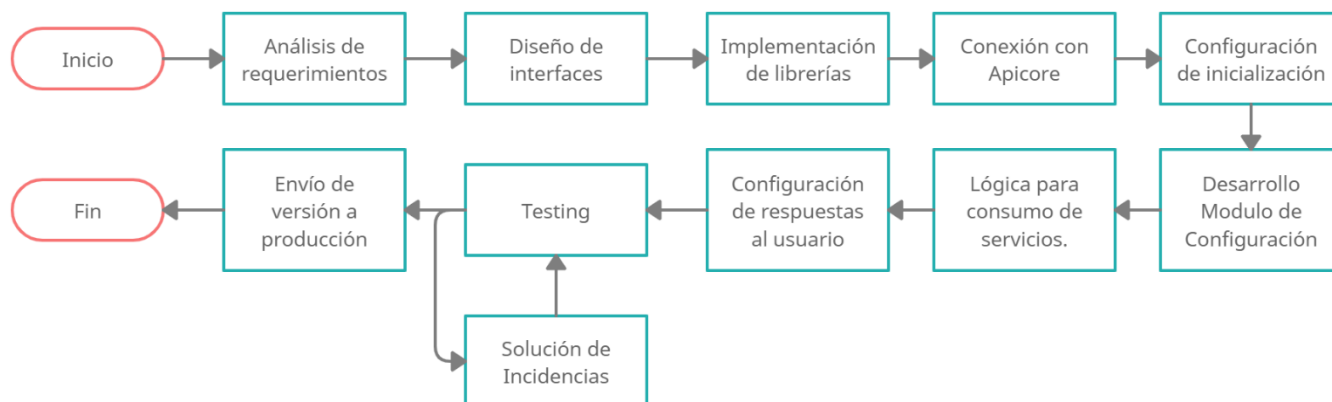 Inicio
Análisis de
requerimientos
Diseño de
interfaces
Implementación
de librerías
Conexión con
Apicore
Configuración
de inicialización
Desarrollo
Modulo de
Configuración
Lógica para
consumo de
servicios.
Configuración
de respuestas
al usuario
Testing
Solución de
Incidencias
Envío de
versión a
producción
Fin